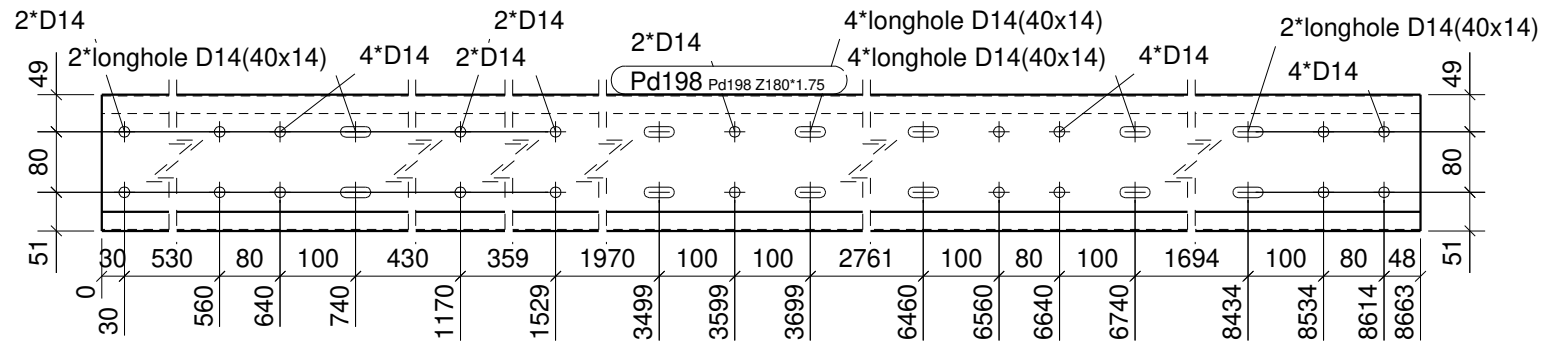 2*D14
2*D14
4*longhole D14(40x14)
2*longhole D14(40x14)
2*longhole D14(40x14)
4*D14
2*D14
2*D14
4*longhole D14(40x14)
4*D14
4*D14
Pd198 Pd198 Z180*1.75
49
80
51
49
80
51
30 530 80 100 430 359 1970 100 100 2761 100 80 100 1694 100 80 48
0 30 560 640 740 1170 1529 3499 3599 3699 6460 6560 6640 6740 8434 8534 8614 8663